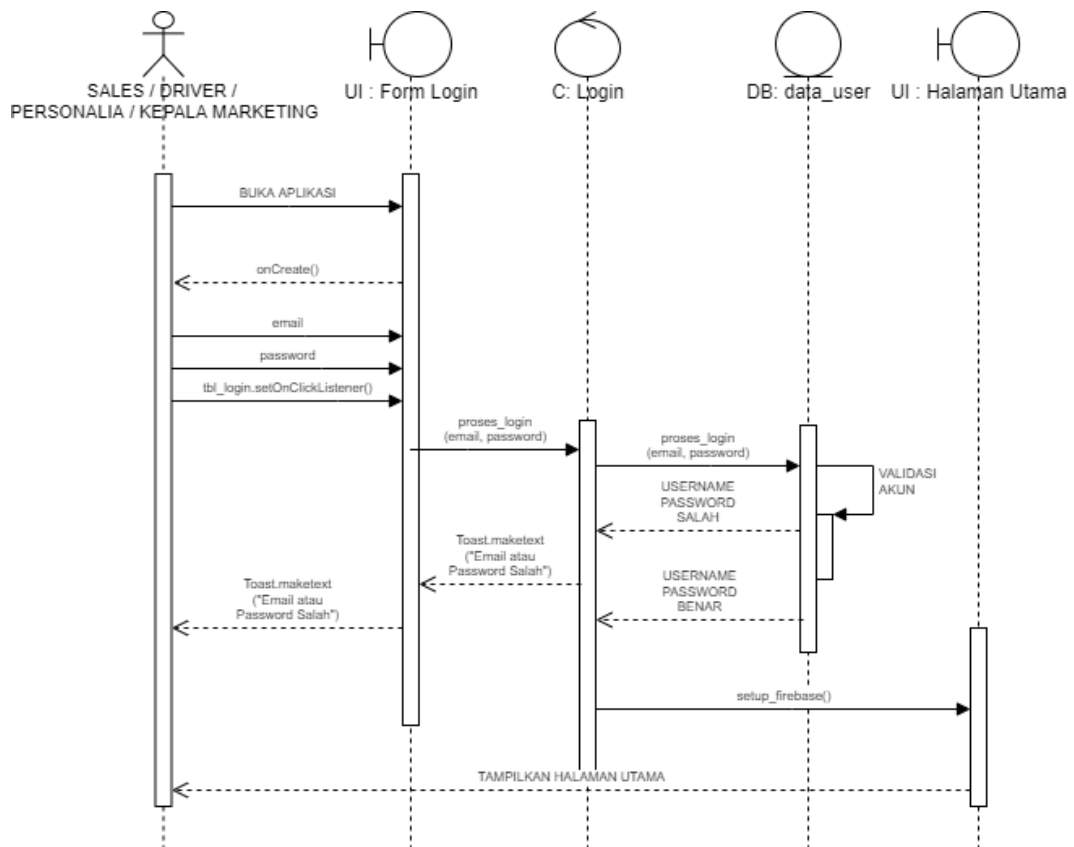 SALES / DRIVER /
PERSONALIA / KEPALA MARKETING
UI : Form Login
C: Login
DB: data_user
UI : Halaman Utama
BUKA APLIKASI
onCreate()
email
password
tbl_login.setOnClickListener()
proses_login
(email, password)
proses_login
(email, password)
VALIDASI
AKUN
USERNAME
PASSWORD
SALAH
Toast.maketext
("Email atau
Password Salah")
Toast.maketext
("Email atau
Password Salah")
USERNAME
PASSWORD
BENAR
setup_firebase()
TAMPILKAN HALAMAN UTAMA